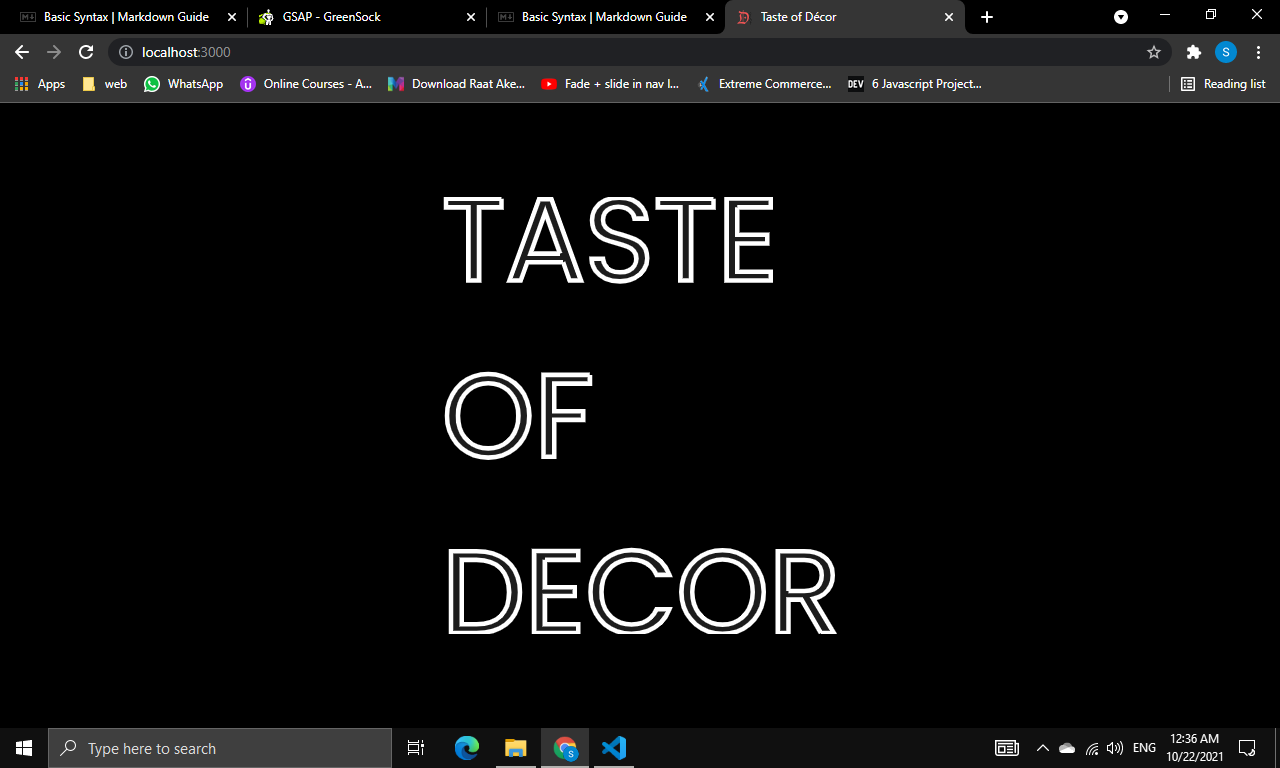 Basic Syntax | Markdown Guide
GSAP - GreenSock
Basic Syntax | Markdown Guide
Taste of Décor
localhost:3000
S
Apps
web
WhatsApp
Online Courses - A...
Download Raat Ake...
Fade + slide in nav l...
Extreme Commerce...
DEV
6 Javascript Project...
Reading list
TASTE
OF
DECOR
Type here to search
S
ENG
12:36 AM
10/22/2021